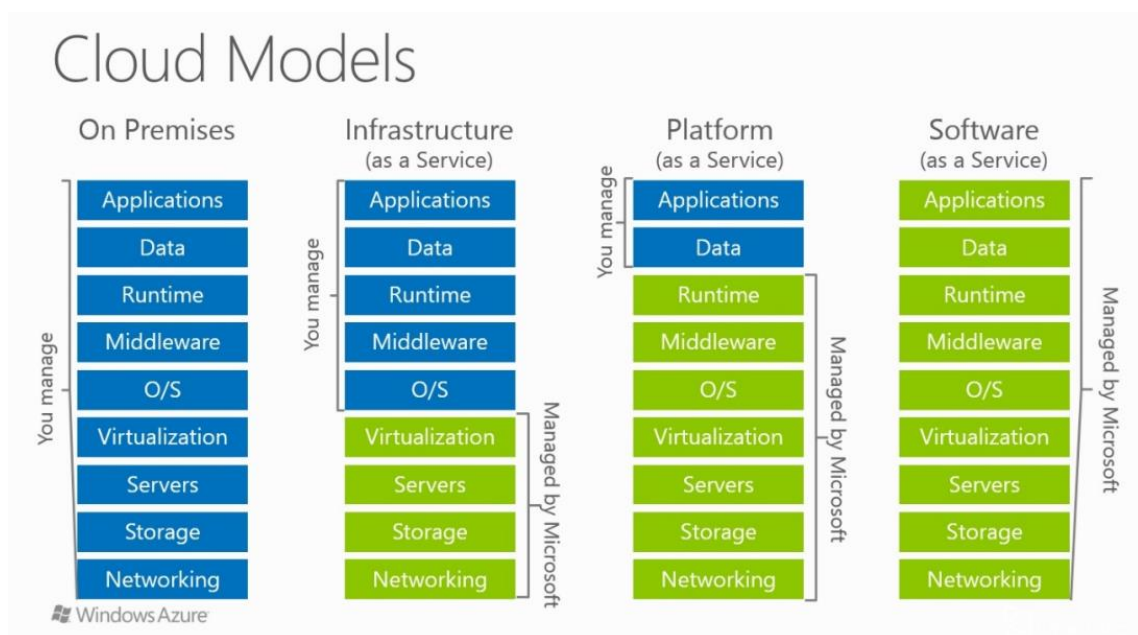 Cloud Models
On Premises
You manage
Applications
Data
Runtime
Middleware
O/S
Virtualization
Servers
Storage
Networking
Infrastructure
(as a Service)
You manage
Applications
Data
Runtime
Middleware
O/S
Virtualization
Servers
Storage
Networking
Managed by Microsoft
Platform
(as a Service)
You manage
Applications
Data
Runtime
Middleware
O/S
Virtualization
Servers
Storage
Networking
Managed by Microsoft
Software
(as a Service)
Applications
Data
Runtime
Middleware
O/S
Virtualization
Servers
Storage
Networking
Managed by Microsoft
Windows Azure